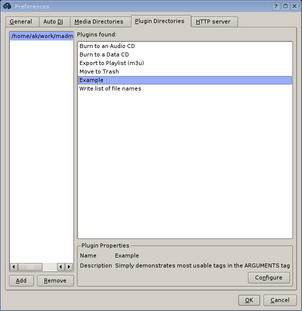 Preferences
General
Auto DJ
Media Directories
Plugin Directories
HTTP server
/home/ak/work/madm
Plugins found:
Burn to an Audio CD
Burn to a Data CD
Export to Playlist (m3u)
Move to Trash
Example
Write list of file names
Plugin Properties
Name Example
Description Simply demonstrates most usable tags in the ARGUMENTS tag
Configure
Add
Remove
OK
Cancel